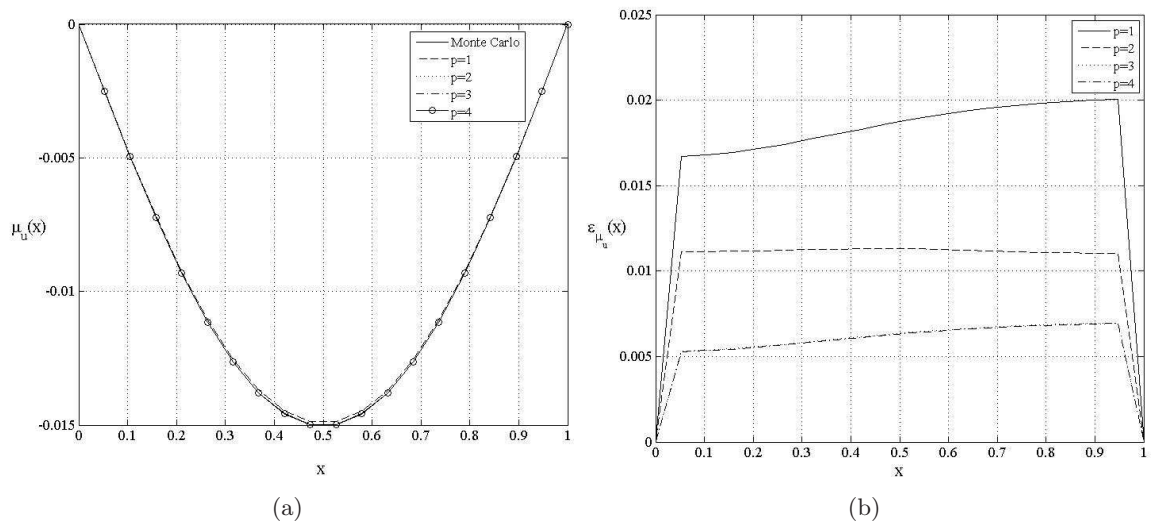 0
-0.005
-0.01
-0.015
μ_u(x)
0 0.1 0.2 0.3 0.4 0.5 0.6 0.7 0.8 0.9 1
x
Monte Carlo
p=1
p=2
p=3
p=4
(a)
0.025
0.02
0.015
0.01
0.005
0
ε_{μ_u}(x)
0 0.1 0.2 0.3 0.4 0.5 0.6 0.7 0.8 0.9 1
x
p=1
p=2
p=3
p=4
(b)